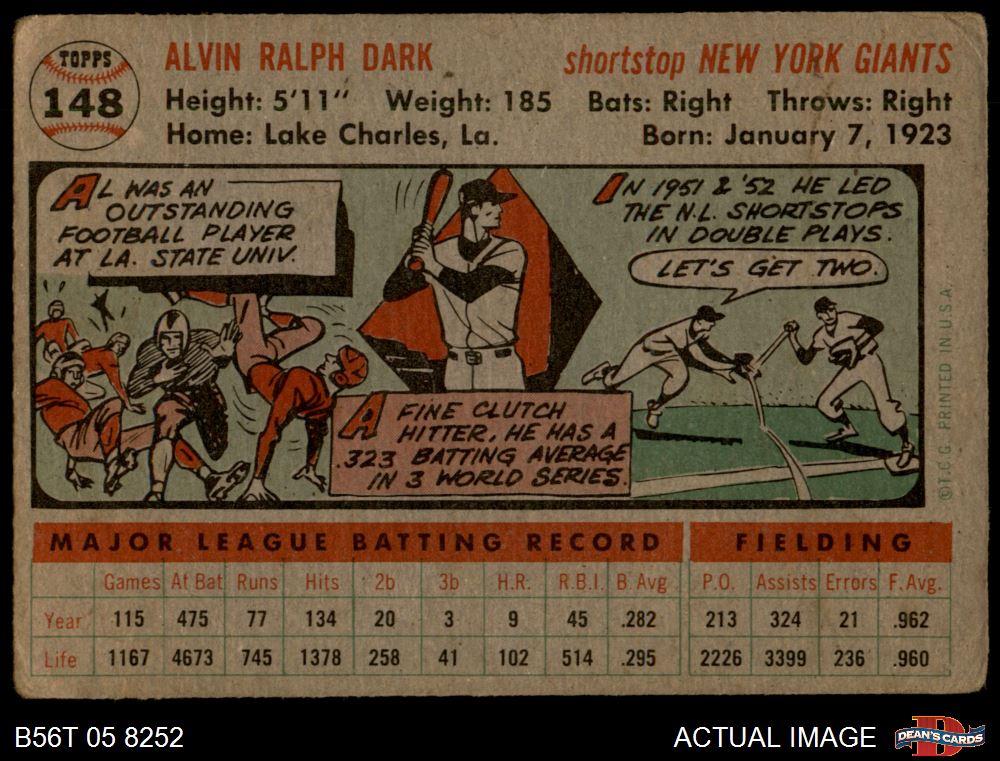 TOPPS
148
ALVIN RALPH DARK
shortstop NEW YORK GIANTS
Height: 5'11" Weight: 185 Bats: Right Throws: Right
Home: Lake Charles, La. Born: January 7, 1923
AL WAS AN
OUTSTANDING
FOOTBALL PLAYER
AT LA. STATE UNIV.
IN 1951 & '52 HE LED
THE N.L. SHORTSTOPS
IN DOUBLE PLAYS.
LET'S GET TWO.
A FINE CLUTCH
HITTER, HE HAS A
.323 BATTING AVERAGE
IN 3 WORLD SERIES.
©T.C.G. PRINTED IN U.S.A.
MAJOR LEAGUE BATTING RECORD FIELDING
Games At Bat Runs Hits 2b 3b H.R. R.B.I. B. Avg P.O. Assists Errors F. Avg.
Year 115 475 77 134 20 3 9 45 .282 213 324 21 .962
Life 1167 4673 745 1378 258 41 102 514 .295 2226 3399 236 .960
B56T 05 8252
ACTUAL IMAGE
DEAN'S CARDS